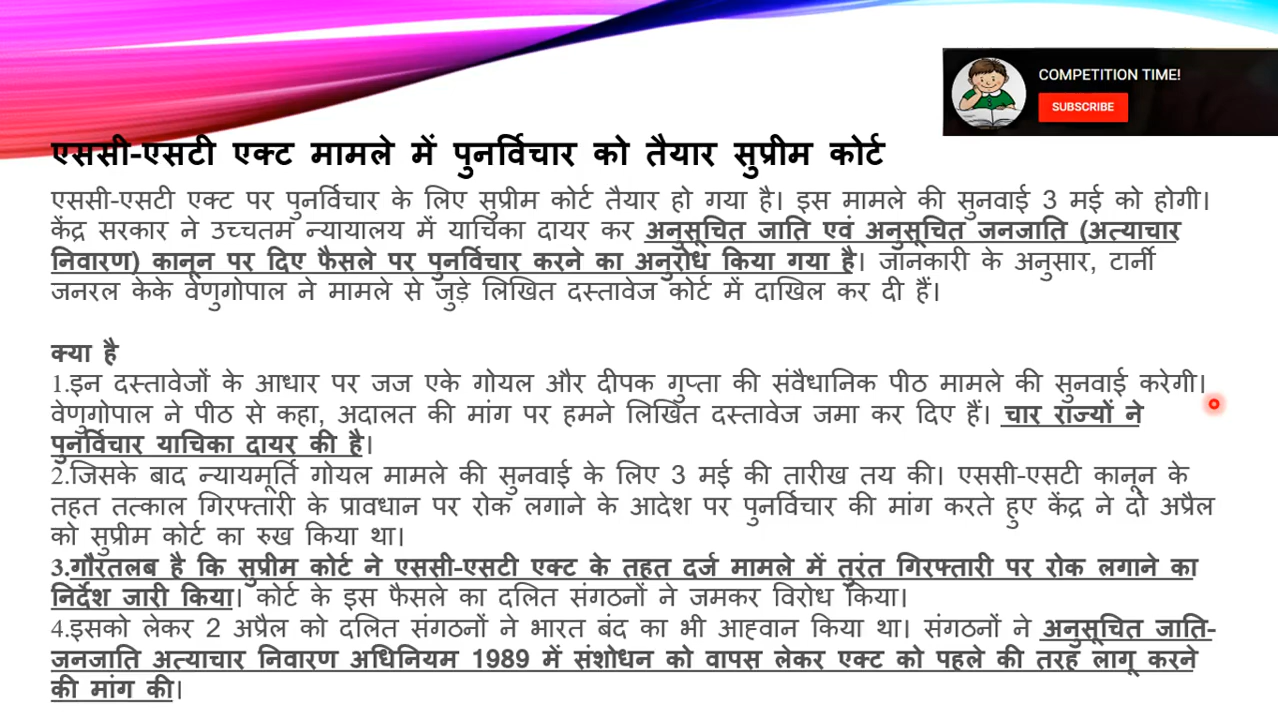 COMPETITION TIME!
SUBSCRIBE
एससी-एसटी एक्ट मामले में पुनर्विचार को तैयार सुप्रीम कोर्ट
एससी-एसटी एक्ट पर पुनर्विचार के लिए सुप्रीम कोर्ट तैयार हो गया है। इस मामले की सुनवाई 3 मई को होगी।
केंद्र सरकार ने उच्चतम न्यायालय में याचिका दायर कर अनुसूचित जाति एवं अनुसूचित जनजाति (अत्याचार
निवारण) कानून पर दिए फैसले पर पुनर्विचार करने का अनुरोध किया गया है। जानकारी के अनुसार, टार्नी
जनरल केके वेणुगोपाल ने मामले से जुड़े लिखित दस्तावेज कोर्ट में दाखिल कर दी हैं।
क्या है
1.इन दस्तावेजों के आधार पर जज एके गोयल और दीपक गुप्ता की संवैधानिक पीठ मामले की सुनवाई करेगी।
वेणुगोपाल ने पीठ से कहा, अदालत की मांग पर हमने लिखित दस्तावेज जमा कर दिए हैं। चार राज्यों ने
पुनर्विचार याचिका दायर की है।
2.जिसके बाद न्यायमूर्ति गोयल मामले की सुनवाई के लिए 3 मई की तारीख तय की। एससी-एसटी कानून के
तहत तत्काल गिरफ्तारी के प्रावधान पर रोक लगाने के आदेश पर पुनर्विचार की मांग करते हुए केंद्र ने दो अप्रैल
को सुप्रीम कोर्ट का रुख किया था।
3.गौरतलब है कि सुप्रीम कोर्ट ने एससी-एसटी एक्ट के तहत दर्ज मामले में तुरंत गिरफ्तारी पर रोक लगाने का
निर्देश जारी किया। कोर्ट के इस फैसले का दलित संगठनों ने जमकर विरोध किया।
4.इसको लेकर 2 अप्रैल को दलित संगठनों ने भारत बंद का भी आह्वान किया था। संगठनों ने अनुसूचित जाति-
जनजाति अत्याचार निवारण अधिनियम 1989 में संशोधन को वापस लेकर एक्ट को पहले की तरह लागू करने
की मांग की।